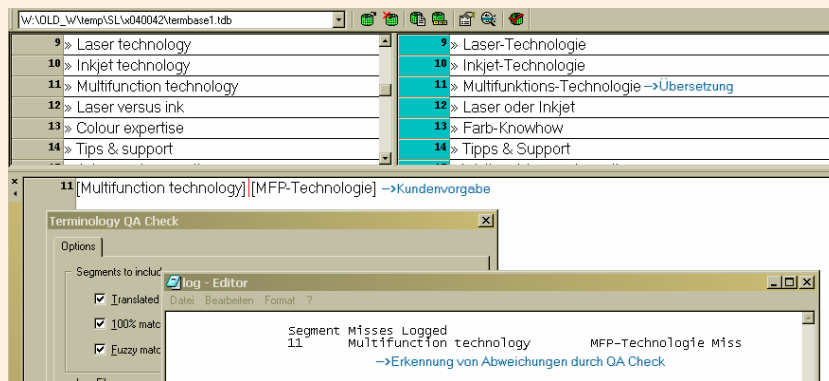 W:\OLD_W\temp\SL\x040042\termbase1.tdb
9 » Laser technology
10 » Inkjet technology
11 » Multifunction technology
12 » Laser versus ink
13 » Colour expertise
14 » Tips & support
9 » Laser-Technologie
10 » Inkjet-Technologie
11 » Multifunktions-Technologie –>Übersetzung
12 » Laser oder Inkjet
13 » Farb-Knowhow
14 » Tipps & Support
11 [Multifunction technology] [MFP-Technologie] –>Kundenvorgabe
Terminology QA Check
Options
Segments to includ
Translated
100% matc
Fuzzy matc
log - Editor
Datei Bearbeiten Format ?
Segment Misses Logged
11 Multifunction technology MFP-Technologie Miss
–>Erkennung von Abweichungen durch QA Check